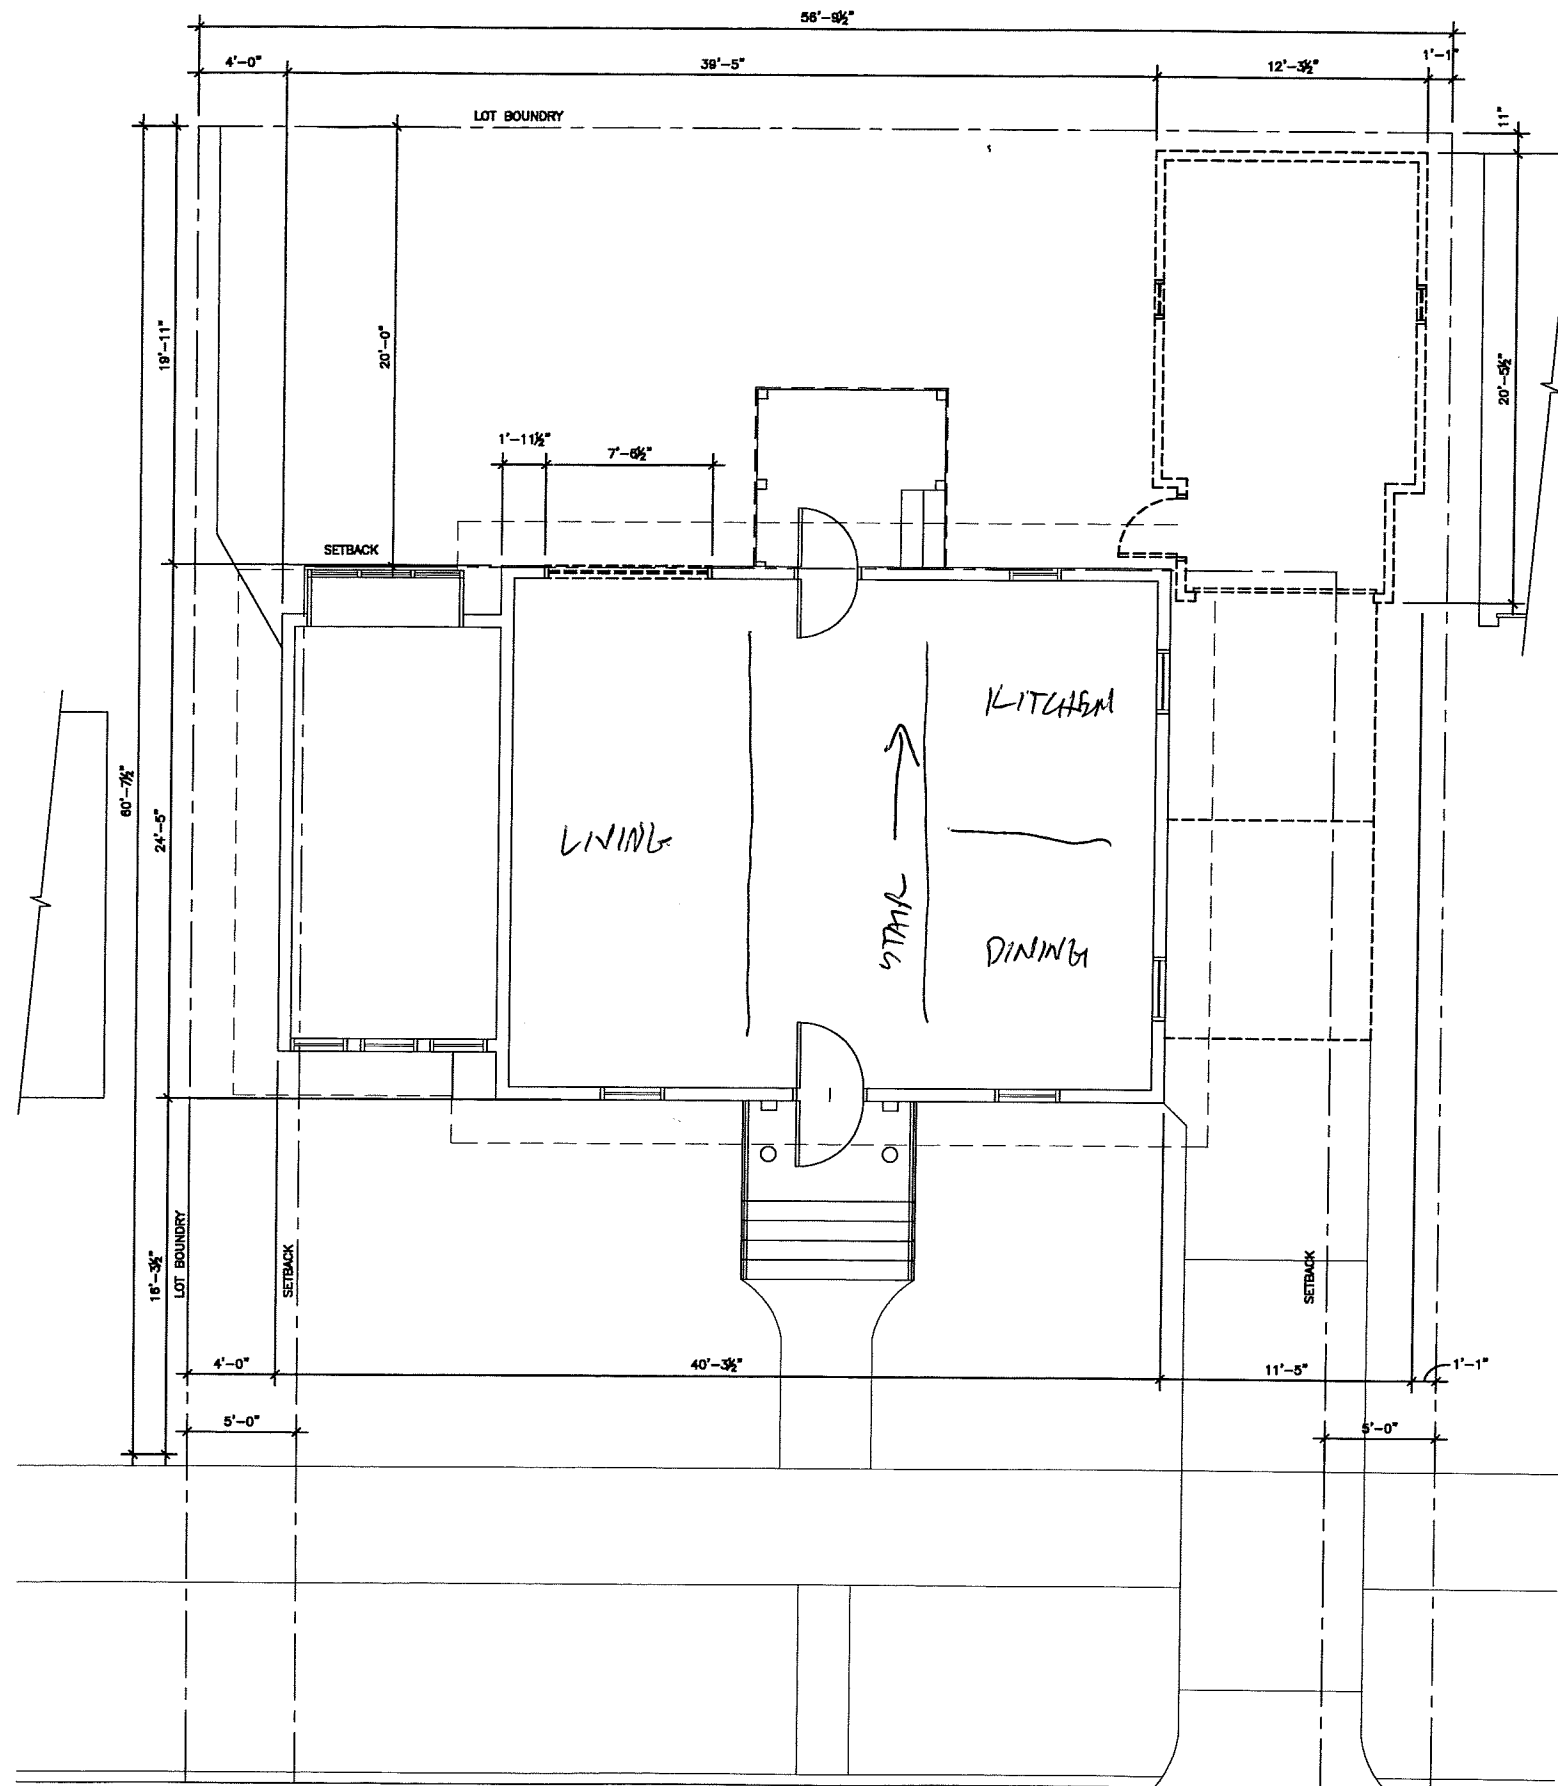 56'-9½"
4'-0"
39'-5"
12'-3½"
1'-1"
LOT BOUNDRY
11"
19'-11"
20'-0"
20'-5½"
1'-11½"
7'-6½"
SETBACK
KITCHEN
60'-7½"
24'-5"
LIVING
STAIR
DINING
LOT BOUNDRY
SETBACK
SETBACK
16'-3½"
4'-0"
40'-3½"
11'-5"
1'-1"
5'-0"
5'-0"